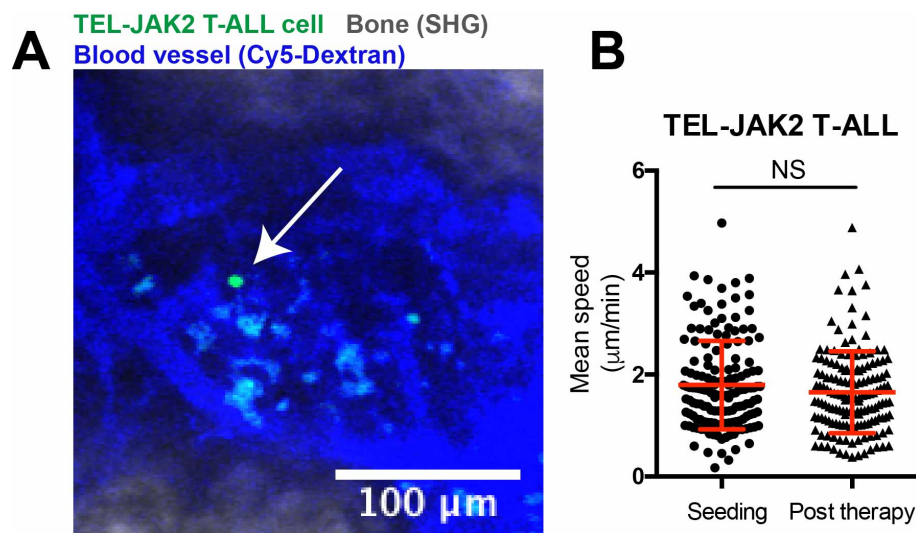 A
TEL-JAK2 T-ALL cell Bone (SHG)
Blood vessel (Cy5-Dextran)
100 µm
B
TEL-JAK2 T-ALL
NS
Mean speed
(µm/min)
6
4
2
0
Seeding Post therapy